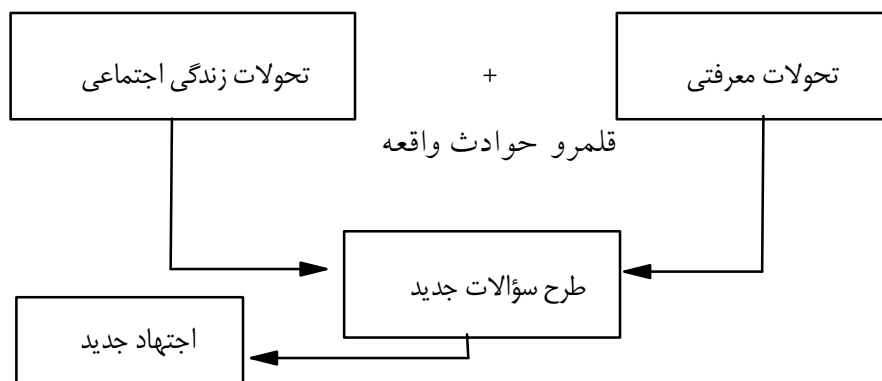 تحولات معرفتی
+
تحولات زندگی اجتماعی
قلمرو حوادث واقعه
طرح سؤالات جدید
اجتهاد جدید